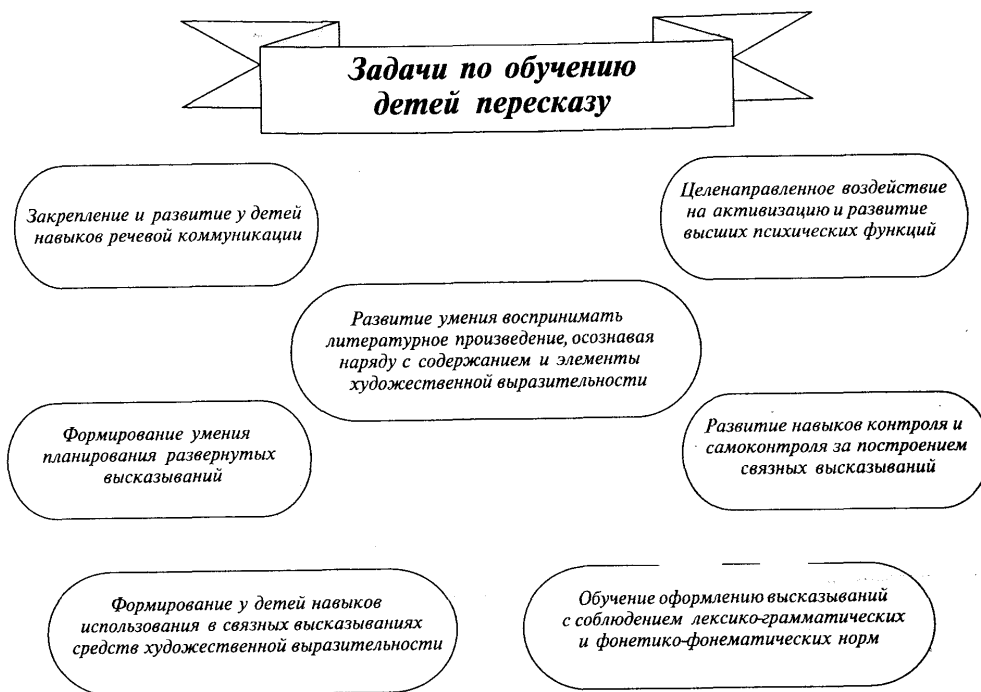 Задачи по обучению
детей пересказу
Закрепление и развитие у детей
навыков речевой коммуникации
Целенаправленное воздействие
на активизацию и развитие
высших психических функций
Развитие умения воспринимать
литературное произведение, осознавая
наряду с содержанием и элементы
художественной выразительности
Формирование умения
планирования развернутых
высказываний
Развитие навыков контроля и
самоконтроля за построением
связных высказываний
Формирование у детей навыков
использования в связных высказываниях
средств художественной выразительности
Обучение оформлению высказываний
с соблюдением лексико-грамматических
и фонетико-фонематических норм